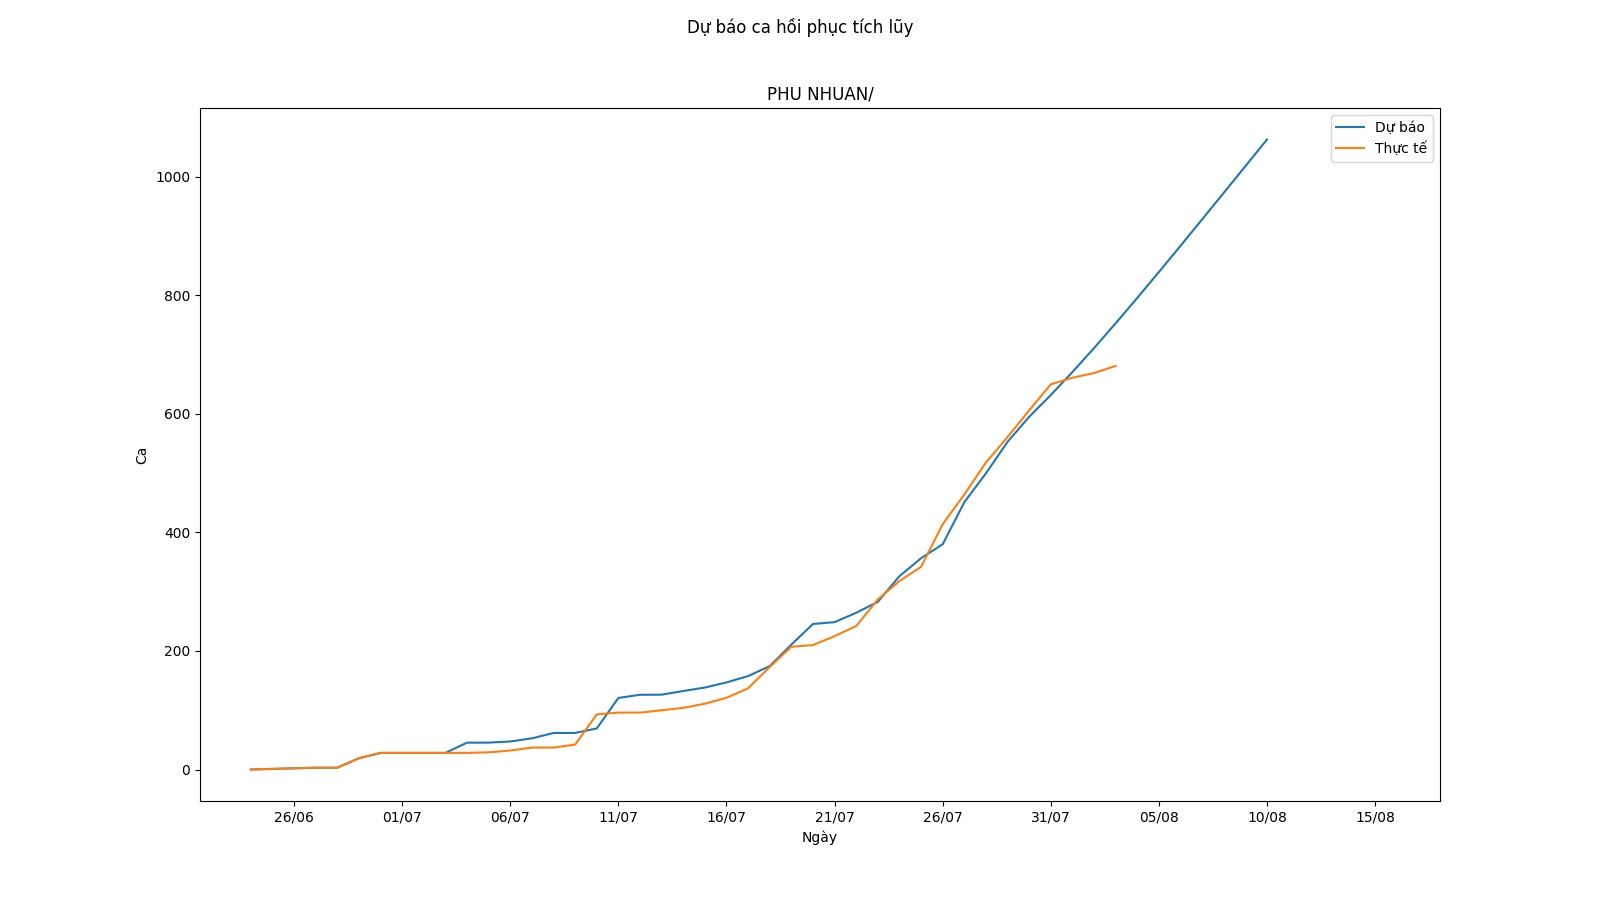 Dự báo ca hồi phục tích lũy
PHU NHUAN/
Dự báo
Thực tế
1000
800
600
400
200
0
Ca
26/06 01/07 06/07 11/07 16/07 21/07 26/07 31/07 05/08 10/08 15/08
Ngày